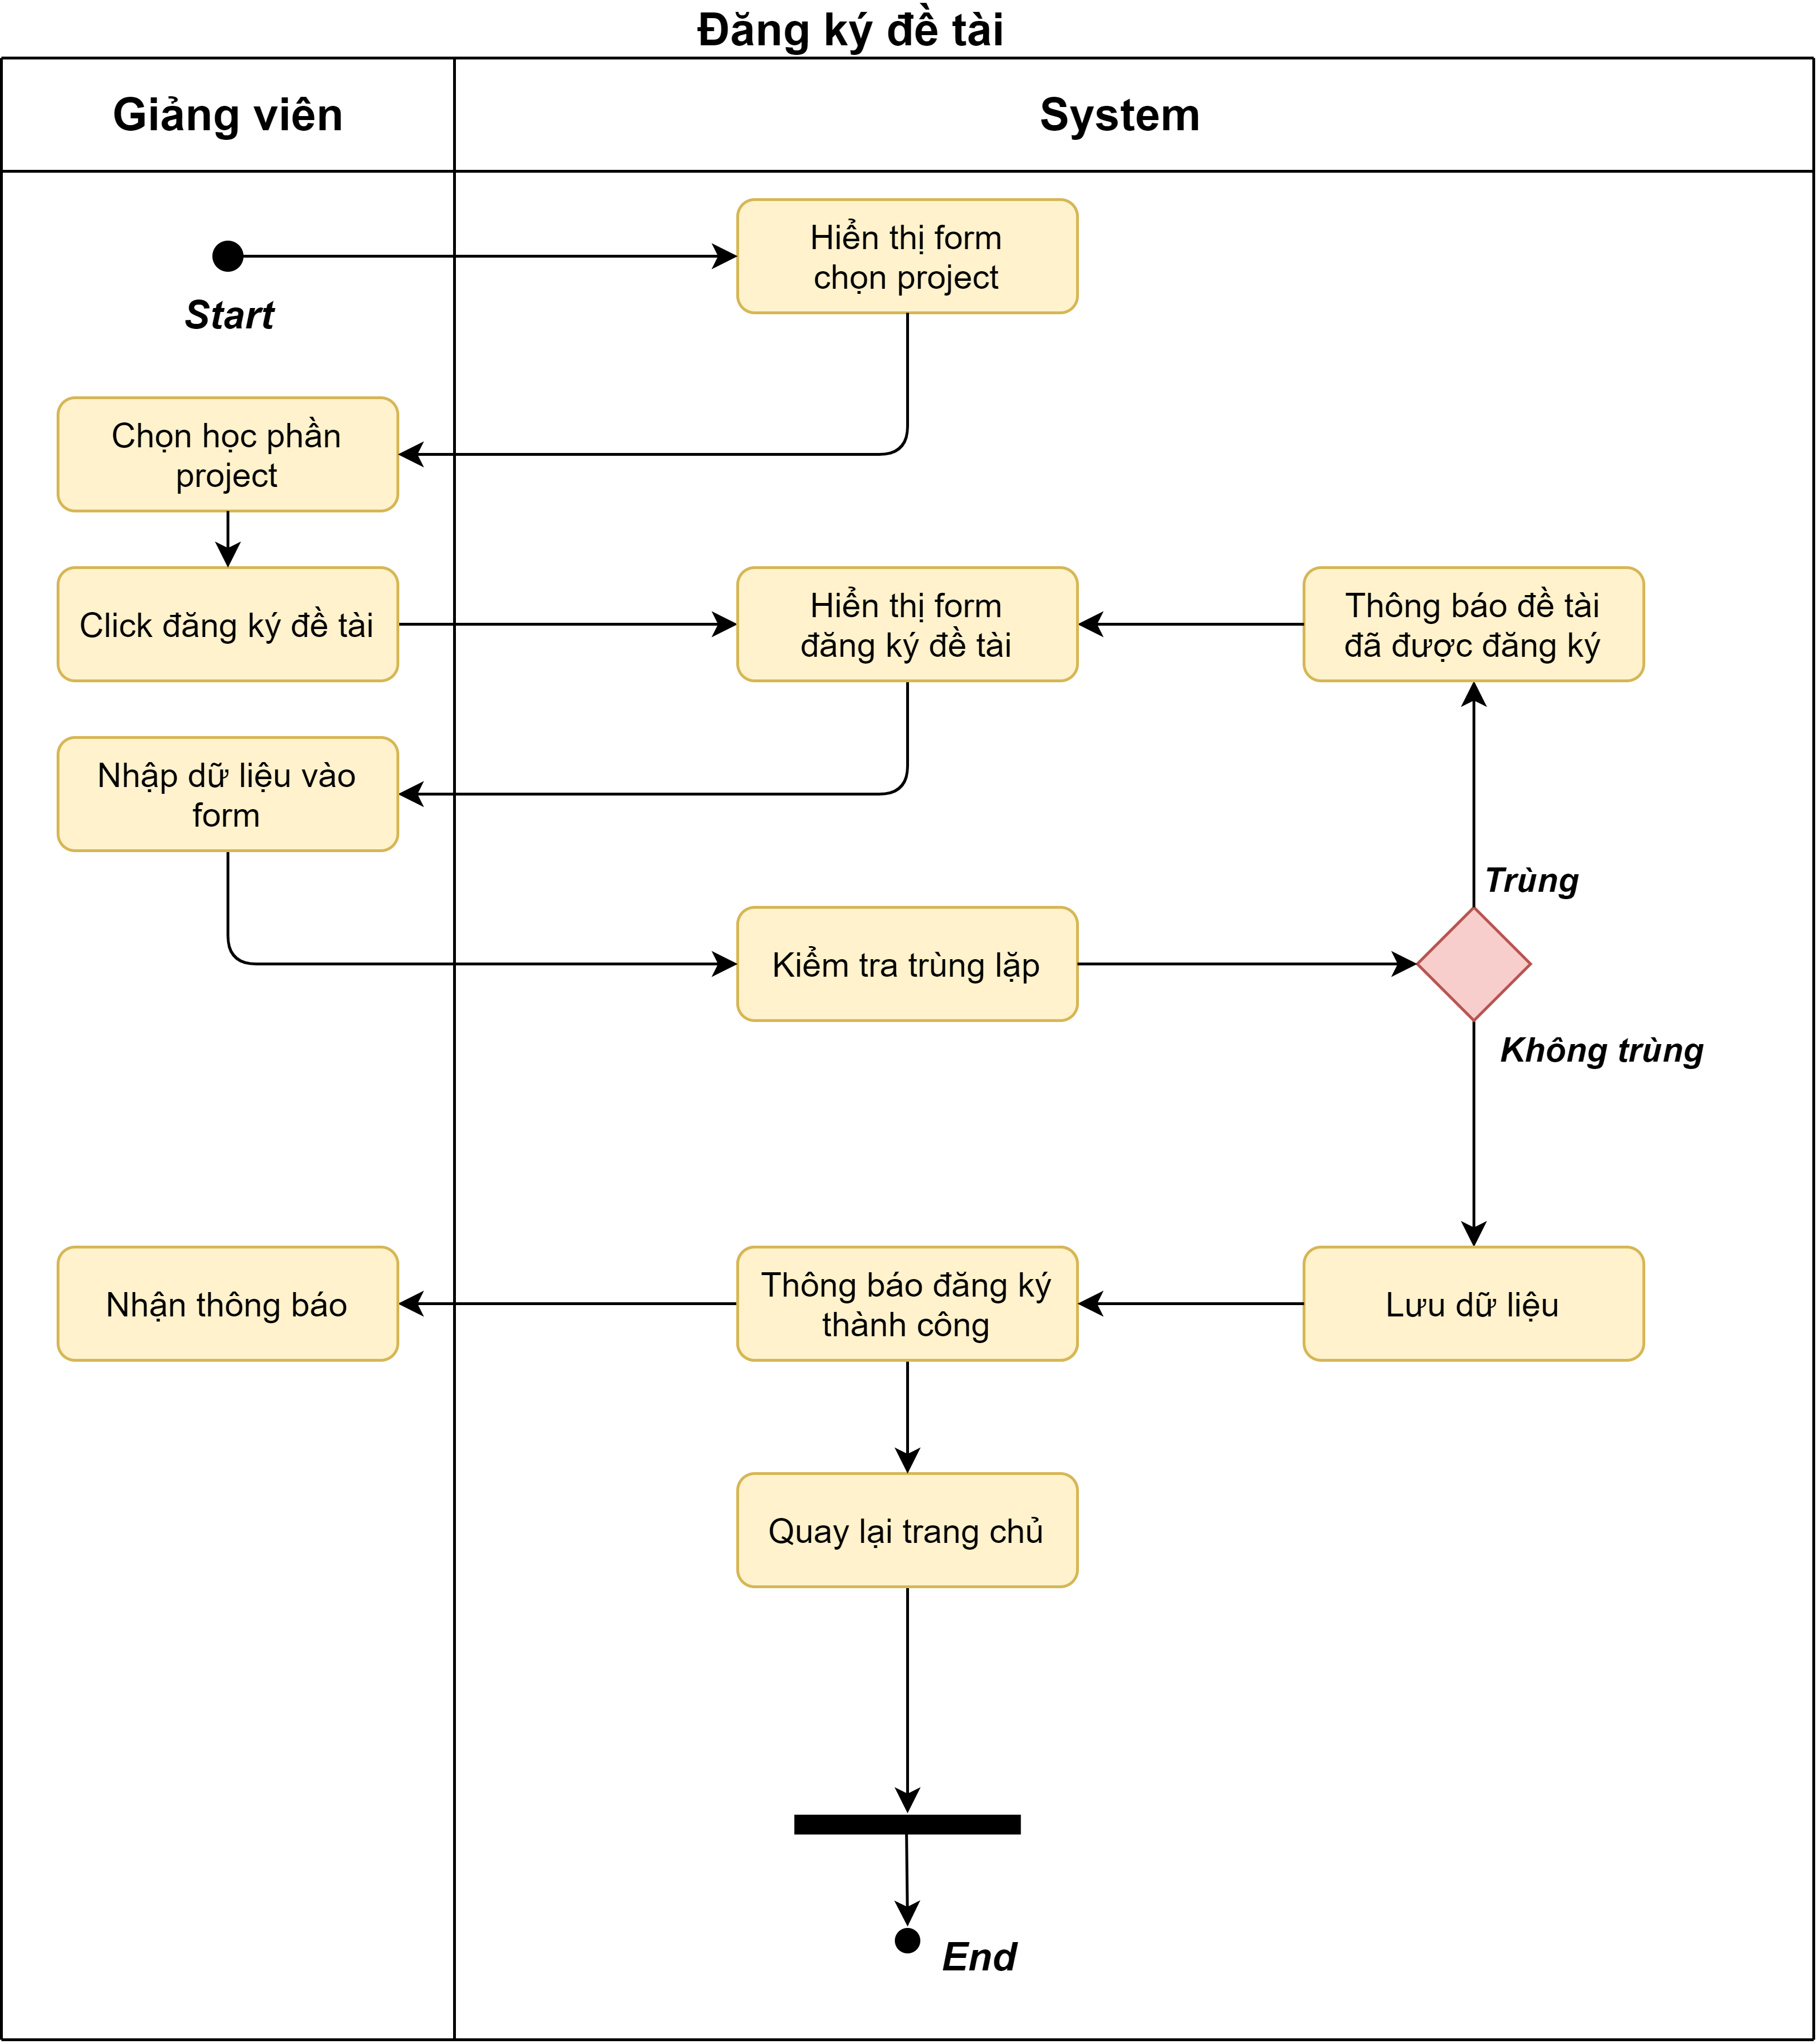 Đăng ký đề tài
Giảng viên
System
Start
Hiển thị form
chọn project
Chọn học phần
project
Click đăng ký đề tài
Hiển thị form
đăng ký đề tài
Thông báo đề tài
đã được đăng ký
Nhập dữ liệu vào
form
Trùng
Kiểm tra trùng lặp
Không trùng
Nhận thông báo
Thông báo đăng ký
thành công
Lưu dữ liệu
Quay lại trang chủ
End